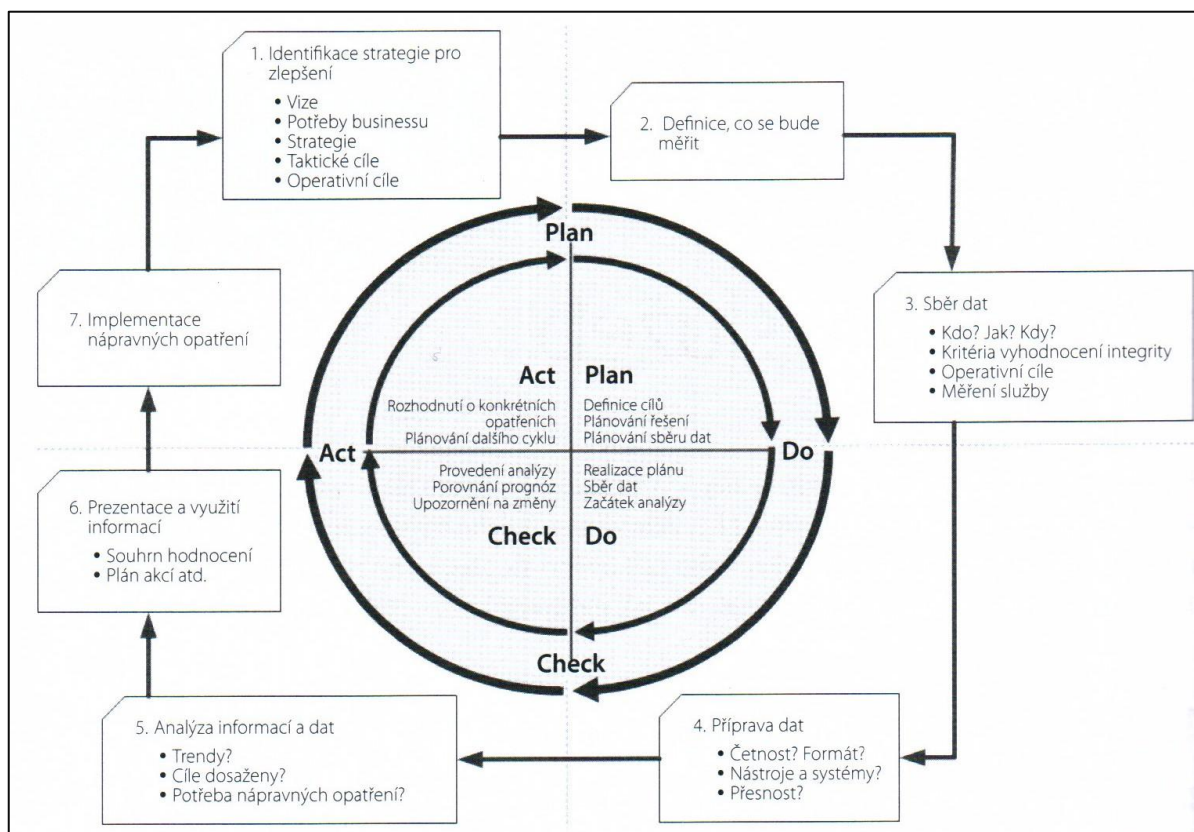 1. Identifikace strategie pro
zlepšení
• Vize
• Potřeby businessu
• Strategie
• Taktické cíle
• Operativní cíle
2. Definice, co se bude
měřit
3. Sběr dat
• Kdo? Jak? Kdy?
• Kritéria vyhodnocení integrity
• Operativní cíle
• Měření služby
4. Příprava dat
• Četnost? Formát?
• Nástroje a systémy?
• Přesnost?
5. Analýza informací a dat
• Trendy?
• Cíle dosaženy?
• Potřeba nápravných opatření?
6. Prezentace a využití
informací
• Souhrn hodnocení
• Plán akcí atd.
7. Implementace
nápravných opatření
Plan
Do
Check
Act
Act
Rozhodnutí o konkrétních
opatřeních
Plánování dalšího cyklu
Plan
Definice cílů
Plánování řešení
Plánování sběru dat
Provedení analýzy
Porovnání prognóz
Upozornění na změny
Check
Realizace plánu
Sběr dat
Začátek analýzy
Do